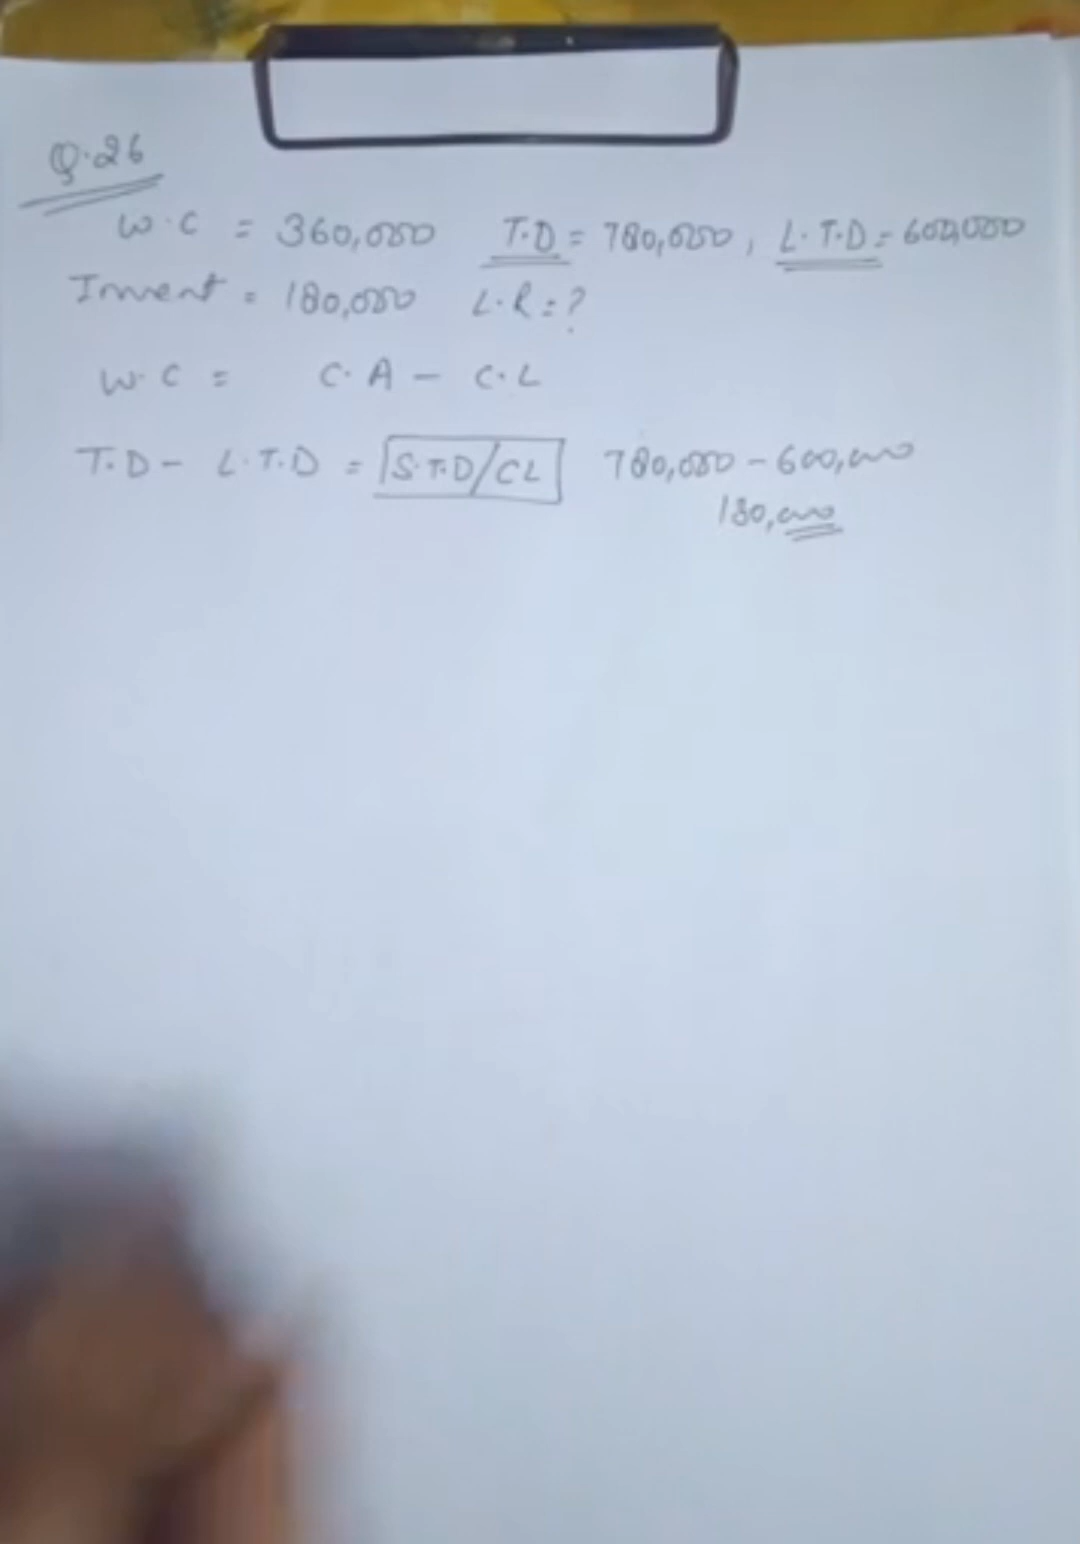 Q.26
W.C = 360,000 T.D = 780,000, L.T.D = 600,000
Invent = 180,000 L.R = ?
W.C = C.A - C.L
T.D - L.T.D = S.T.D/CL 780,000 - 600,000
180,000